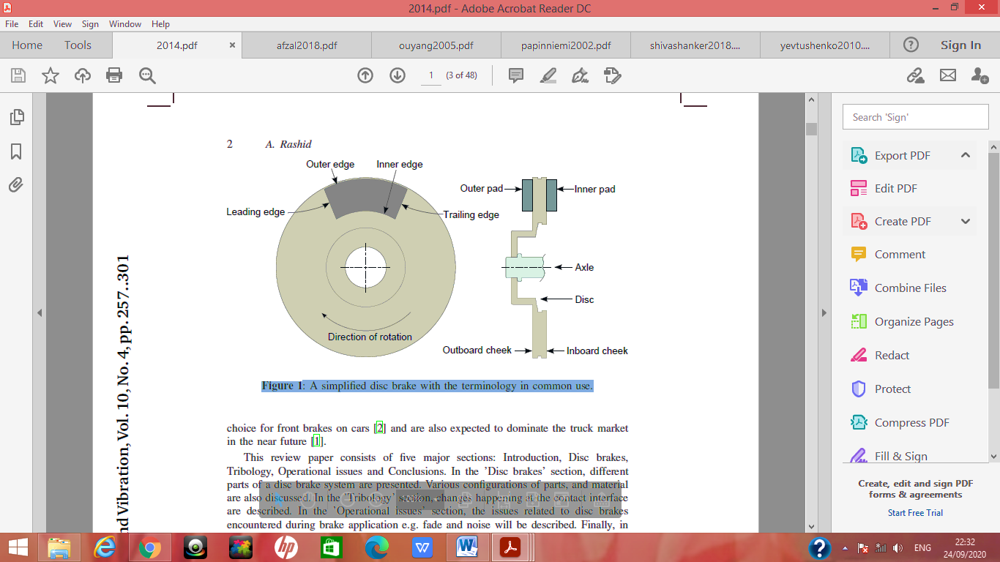 2014.pdf - Adobe Acrobat Reader DC
File Edit View Sign Window Help
Home Tools 2014.pdf × afzal2018.pdf ouyang2005.pdf papinniemi2002.pdf shivashanker2018.... yevtushenko2010.... ? Sign In
1 (3 of 48)
Search 'Sign'
Export PDF
Edit PDF
Create PDF
Comment
Combine Files
Organize Pages
Redact
Protect
Compress PDF
Fill & Sign
Create, edit and sign PDF
forms & agreements
Start Free Trial
nd Vibration, Vol. 10, No. 4, pp. 257..301
2 A. Rashid
Outer edge Inner edge
Leading edge
Trailing edge
Direction of rotation
Outer pad
Inner pad
Axle
Disc
Outboard cheek
Inboard cheek
Figure 1: A simplified disc brake with the terminology in common use.
choice for front brakes on cars [2] and are also expected to dominate the truck market
in the near future [1].
This review paper consists of five major sections: Introduction, Disc brakes,
Tribology, Operational issues and Conclusions. In the ’Disc brakes’ section, different
parts of a disc brake system are presented. Various configurations of parts, and material
are also discussed. In the ’Tribology’ section, changes happening at the contact interface
are described. In the ’Operational issues’ section, the issues related to disc brakes
encountered during brake application e.g. fade and noise will be described. Finally, in
hp
W
W
?
ENG
22:32
24/09/2020